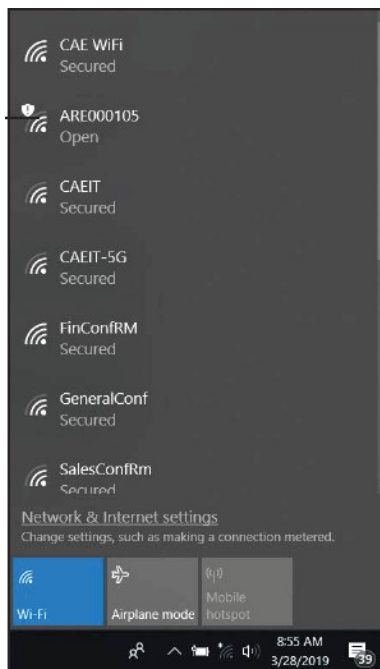 CAE WiFi
Secured
ARE000105
Open
CAEIT
Secured
CAEIT-5G
Secured
FinConfRM
Secured
GeneralConf
Secured
SalesConfRm
Secured
Network & Internet settings
Change settings, such as making a connection metered.
Wi-Fi
Airplane mode
Mobile
hotspot
8:55 AM
3/28/2019
39